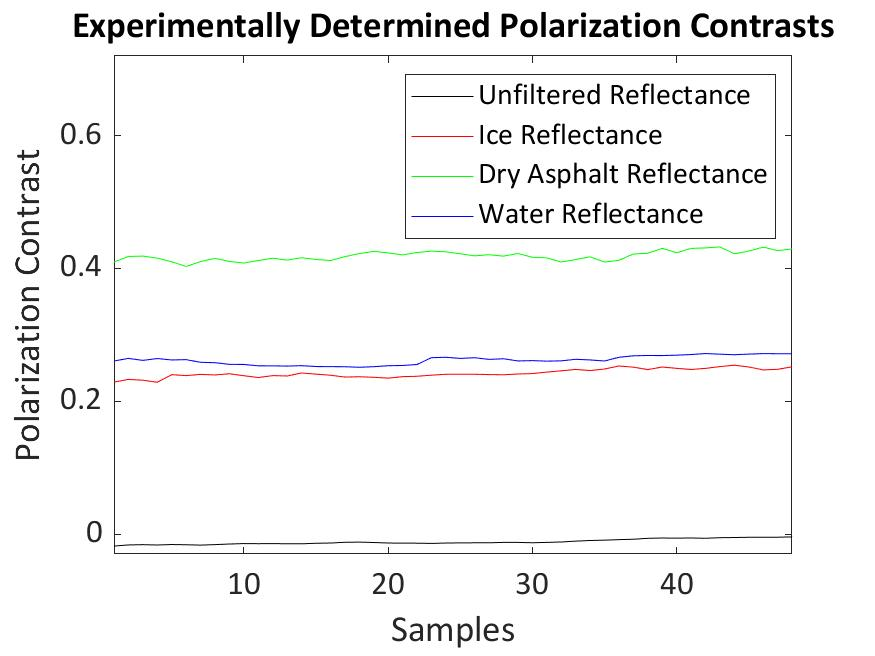 Experimentally Determined Polarization Contrasts
Unfiltered Reflectance
Ice Reflectance
Dry Asphalt Reflectance
Water Reflectance
Polarization Contrast
0.6
0.4
0.2
0
10 20 30 40
Samples